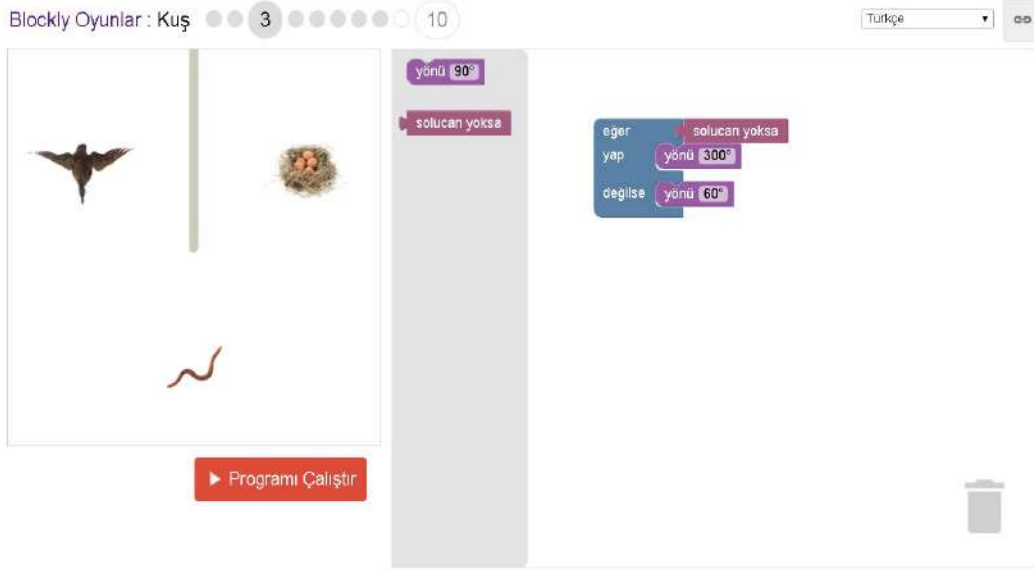 Blockly Oyunlar : Kuş 3 10
Türkçe
yönü 90°
solucan yoksa
eğer solucan yoksa
yap yönü 300°
değilse yönü 60°
Programı Çalıştır